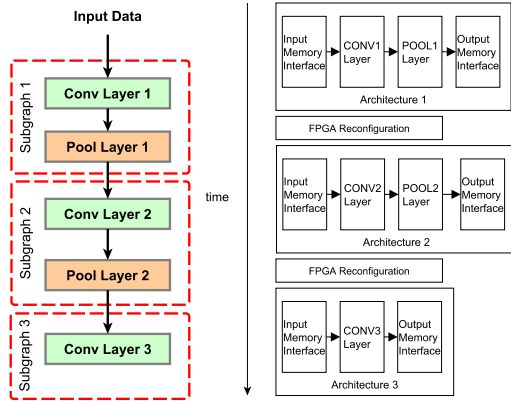 Input Data
Subgraph 1
Conv Layer 1
Pool Layer 1
Subgraph 2
Conv Layer 2
Pool Layer 2
Subgraph 3
Conv Layer 3
time
Input
Memory
Interface
CONV1
Layer
POOL1
Layer
Output
Memory
Interface
Architecture 1
FPGA Reconfiguration
Input
Memory
Interface
CONV2
Layer
POOL2
Layer
Output
Memory
Interface
Architecture 2
FPGA Reconfiguration
Input
Memory
Interface
CONV3
Layer
Output
Memory
Interface
Architecture 3